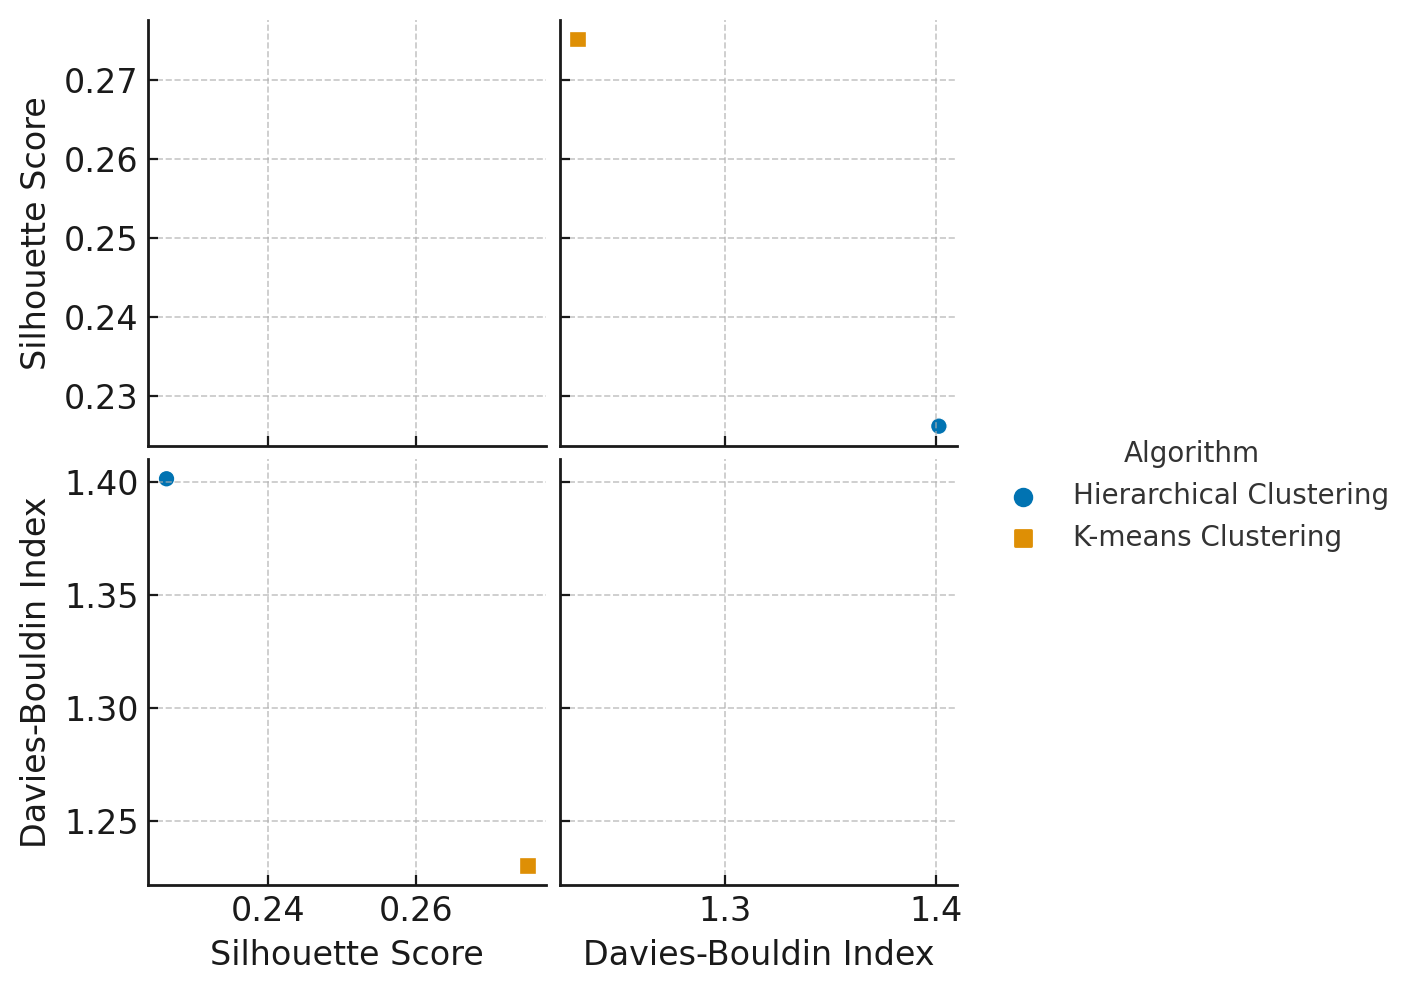 Silhouette Score
0.27
0.26
0.25
0.24
0.23
Davies-Bouldin Index
1.40
1.35
1.30
1.25
0.24 0.26
Silhouette Score
1.3 1.4
Davies-Bouldin Index
Algorithm
Hierarchical Clustering
K-means Clustering